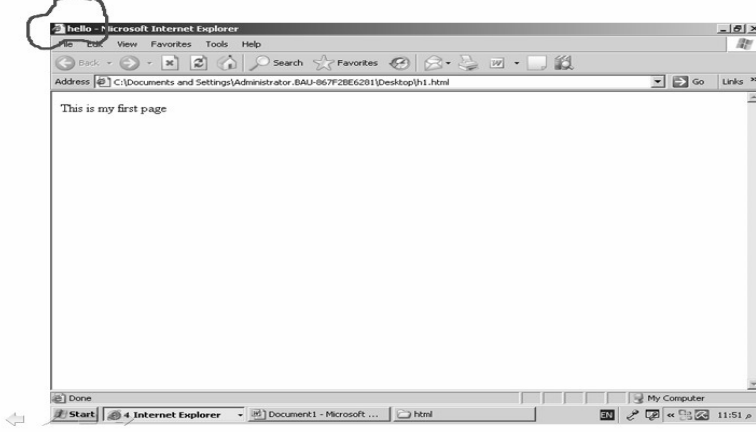 hello - Microsoft Internet Explorer
File Edit View Favorites Tools Help
Back Search Favorites
Address C:\Documents and Settings\Administrator.BAU-867F2BE6281\Desktop\h1.html Go Links »
This is my first page
Done My Computer
Start 4 Internet Explorer Document1 - Microsoft ... html EN « 11:51